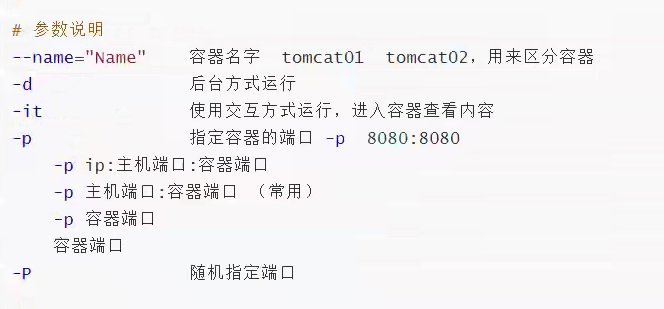 # 参数说明
--name="Name" 容器名字 tomcat01 tomcat02，用来区分容器
-d 后台方式运行
-it 使用交互方式运行，进入容器查看内容
-p 指定容器的端口 -p 8080:8080
-p ip:主机端口:容器端口
-p 主机端口:容器端口 （常用）
-p 容器端口
容器端口
-P 随机指定端口